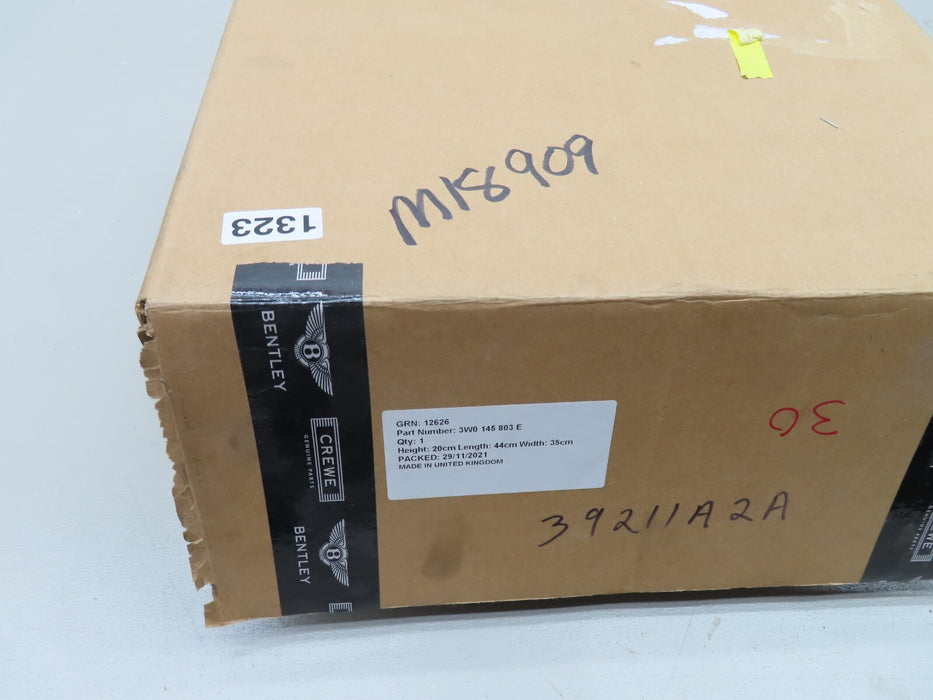 MK8909
1323
BENTLEY
B
CREWE
GENUINE PARTS
BENTLEY
B
GRN: 12626
Part Number: 3W0 145 803 E
Qty: 1
Height: 20cm Length: 44cm Width: 35cm
PACKED: 29/11/2021
MADE IN UNITED KINGDOM
30
39211A2A